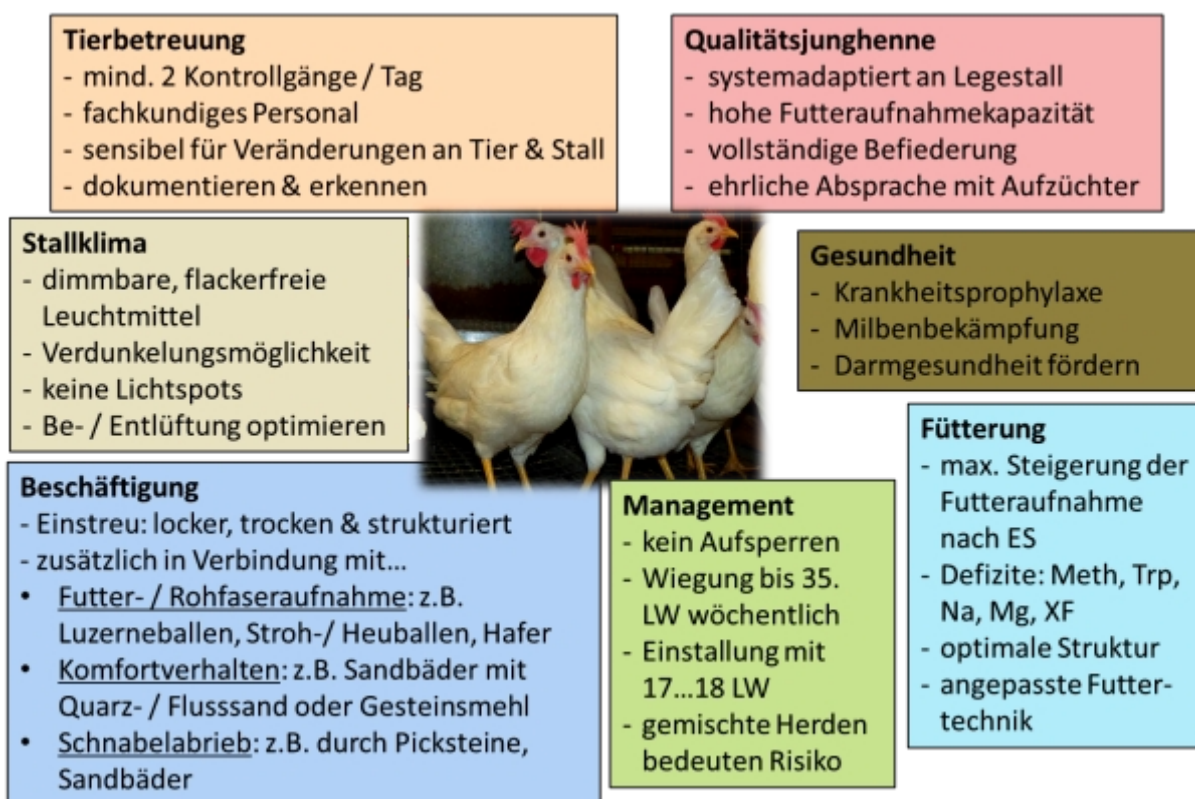 Tierbetreuung
- mind. 2 Kontrollgänge / Tag
- fachkundiges Personal
- sensibel für Veränderungen an Tier & Stall
- dokumentieren & erkennen
Qualitätsjunghenne
- systemadaptiert an Legestall
- hohe Futteraufnahmekapazität
- vollständige Befiederung
- ehrliche Absprache mit Aufzüchter
Stallklima
- dimmbare, flackerfreie
Leuchtmittel
- Verdunkelungsmöglichkeit
- keine Lichtspots
- Be- / Entlüftung optimieren
Gesundheit
- Krankheitsprophylaxe
- Milbenbekämpfung
- Darmgesundheit fördern
Beschäftigung
- Einstreu: locker, trocken & strukturiert
- zusätzlich in Verbindung mit...
• Futter- / Rohfaseraufnahme: z.B.
Luzerneballen, Stroh-/ Heuballen, Hafer
• Komfortverhalten: z.B. Sandbäder mit
Quarz- / Flusssand oder Gesteinsmehl
• Schnabelabrieb: z.B. durch Picksteine,
Sandbäder
Management
- kein Aufsperren
- Wiegung bis 35.
LW wöchentlich
- Einstallung mit
17...18 LW
- gemischte Herden
bedeuten Risiko
Fütterung
- max. Steigerung der
Futteraufnahme
nach ES
- Defizite: Meth, Trp,
Na, Mg, XF
- optimale Struktur
- angepasste Futter-
technik